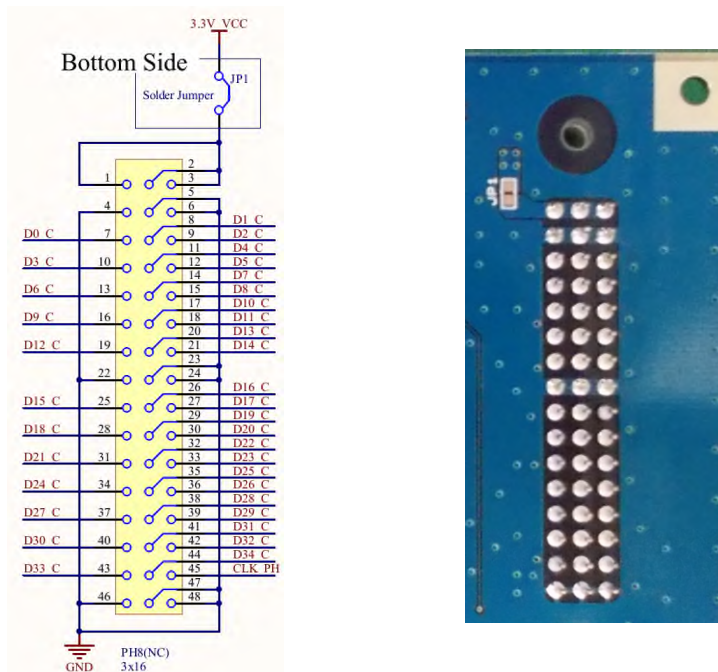 3.3V_VCC
Bottom Side
JP1
Solder Jumper
2
1 3
5
4 6
8 D1_C
D0_C 7 9 D2_C
11 D4_C
D3_C 10 12 D5_C
14 D7_C
D6_C 13 15 D8_C
17 D10_C
D9_C 16 18 D11_C
20 D13_C
D12_C 19 21 D14_C
23
22 24
26 D16_C
D15_C 25 27 D17_C
29 D19_C
D18_C 28 30 D20_C
32 D22_C
D21_C 31 33 D23_C
35 D25_C
D24_C 34 36 D26_C
38 D28_C
D27_C 37 39 D29_C
41 D31_C
D30_C 40 42 D32_C
44 D34_C
D33_C 43 45 CLK_PH
47
46 48
GND
PH8(NC)
3x16
JP1